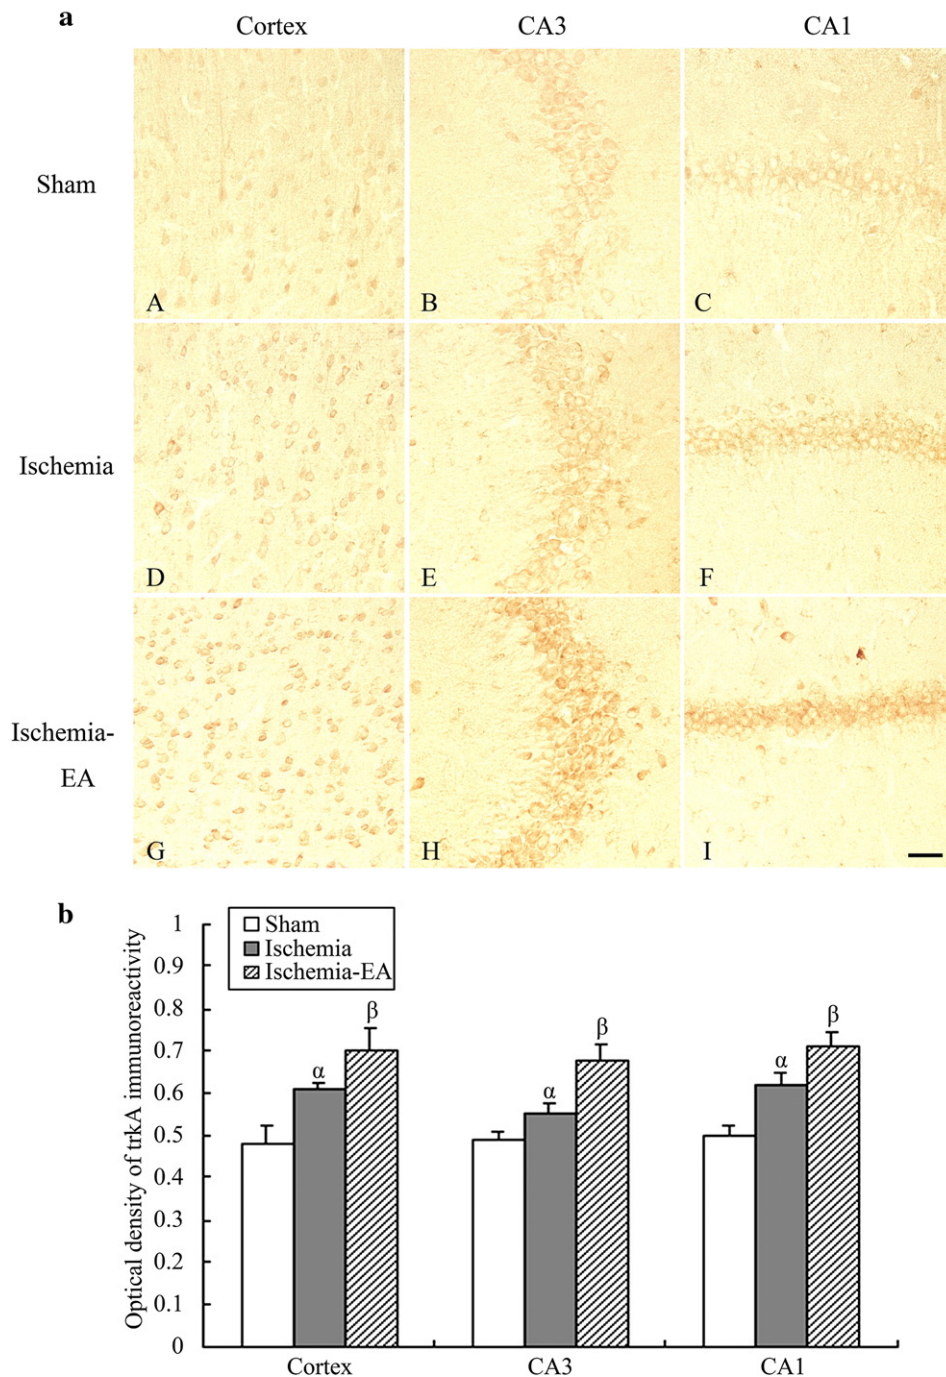 a
Cortex CA3 CA1
Sham
A B C
Ischemia
D E F
Ischemia-
EA
G H I
b
Optical density of trkA immunoreactivity
1
0.9
0.8
0.7
0.6
0.5
0.4
0.3
0.2
0.1
0
Sham
Ischemia
Ischemia-EA
α β α β α β
Cortex CA3 CA1